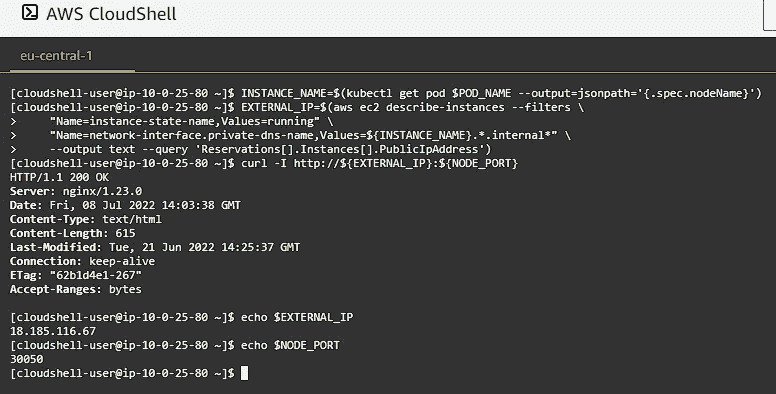 AWS CloudShell
eu-central-1
[cloudshell-user@ip-10-0-25-80 ~]$ INSTANCE_NAME=$(kubectl get pod $POD_NAME --output=jsonpath='{.spec.nodeName}')
[cloudshell-user@ip-10-0-25-80 ~]$ EXTERNAL_IP=$(aws ec2 describe-instances --filters \
>     "Name=instance-state-name,Values=running" \
>     "Name=network-interface.private-dns-name,Values=${INSTANCE_NAME}.*.internal*" \
>     --output text --query 'Reservations[].Instances[].PublicIpAddress')
[cloudshell-user@ip-10-0-25-80 ~]$ curl -I http://${EXTERNAL_IP}:${NODE_PORT}
HTTP/1.1 200 OK
Server: nginx/1.23.0
Date: Fri, 08 Jul 2022 14:03:38 GMT
Content-Type: text/html
Content-Length: 615
Last-Modified: Tue, 21 Jun 2022 14:25:37 GMT
Connection: keep-alive
ETag: "62b1d4e1-267"
Accept-Ranges: bytes
[cloudshell-user@ip-10-0-25-80 ~]$ echo $EXTERNAL_IP
18.185.116.67
[cloudshell-user@ip-10-0-25-80 ~]$ echo $NODE_PORT
30050
[cloudshell-user@ip-10-0-25-80 ~]$